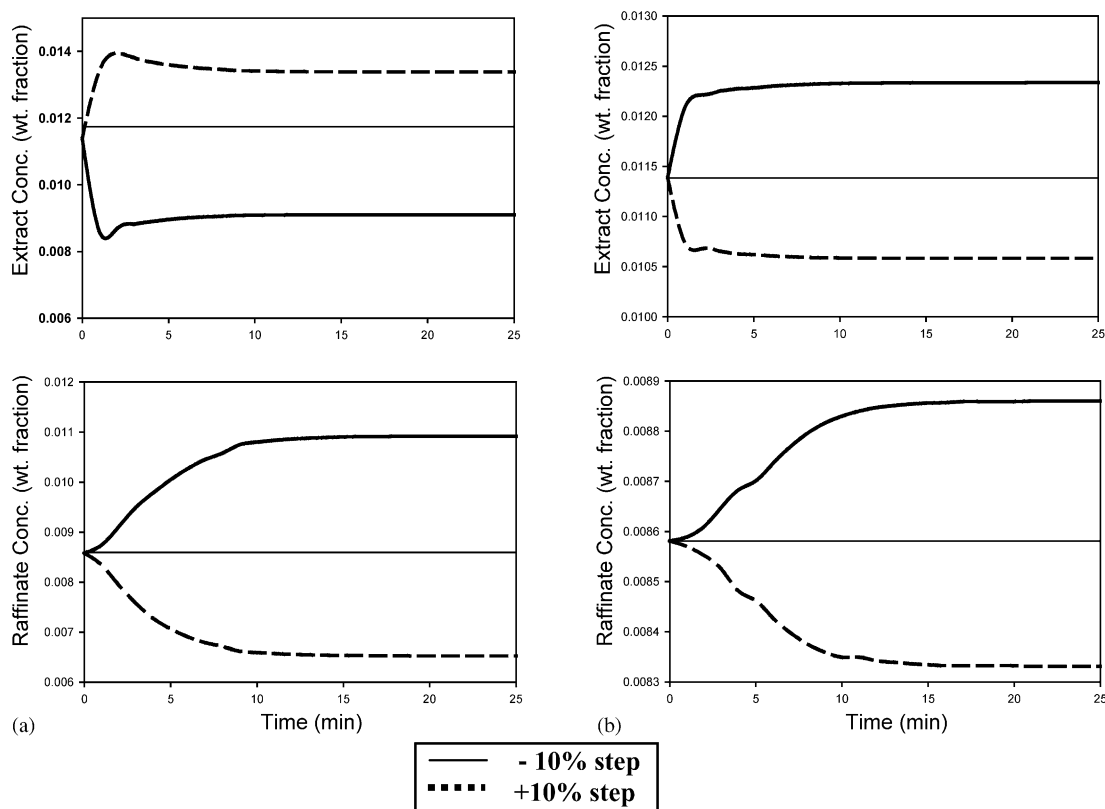 Extract Conc. (wt. fraction)
0.014
0.012
0.010
0.008
0.006
0 5 10 15 20 25
Extract Conc. (wt. fraction)
0.0130
0.0125
0.0120
0.0115
0.0110
0.0105
0.0100
0 5 10 15 20 25
Raffinate Conc. (wt. fraction)
0.012
0.011
0.010
0.009
0.008
0.007
0.006
0 5 10 15 20 25
Time (min)
(a)
Raffinate Conc. (wt. fraction)
0.0089
0.0088
0.0087
0.0086
0.0085
0.0084
0.0083
0 5 10 15 20 25
Time (min)
(b)
- 10% step
+10% step